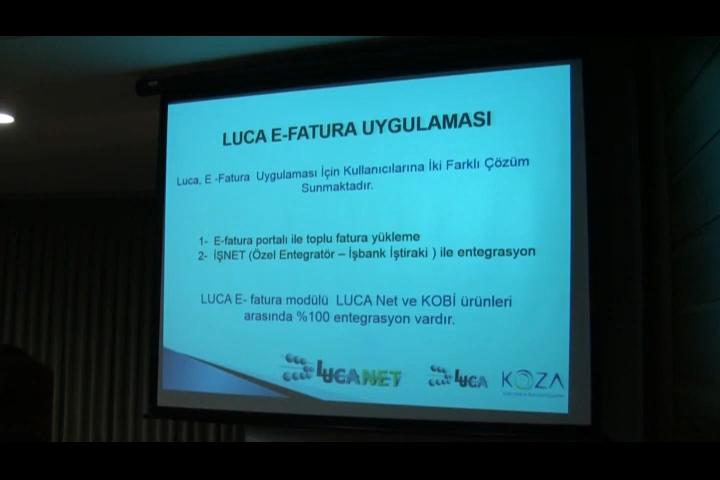 LUCA E-FATURA UYGULAMASI
Luca, E -Fatura Uygulaması İçin Kullanıcılarına İki Farklı Çözüm
Sunmaktadır.
1- E-fatura portalı ile toplu fatura yükleme
2- İŞNET (Özel Entegratör – İşbank İştiraki ) ile entegrasyon
LUCA E- fatura modülü LUCA Net ve KOBİ ürünleri
arasında %100 entegrasyon vardır.
LUCANET
LUCA
KOZA